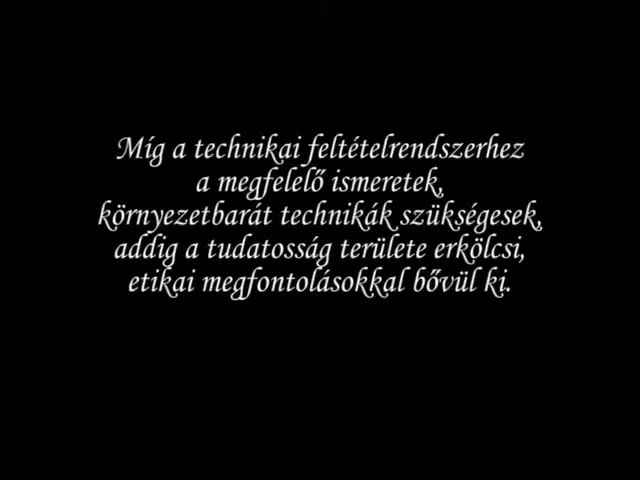 Míg a technikai feltételrendszerhez
a megfelelő ismeretek,
környezetbarát technikák szükségesek,
addig a tudatosság területe erkölcsi,
etikai megfontolásokkal bővül ki.